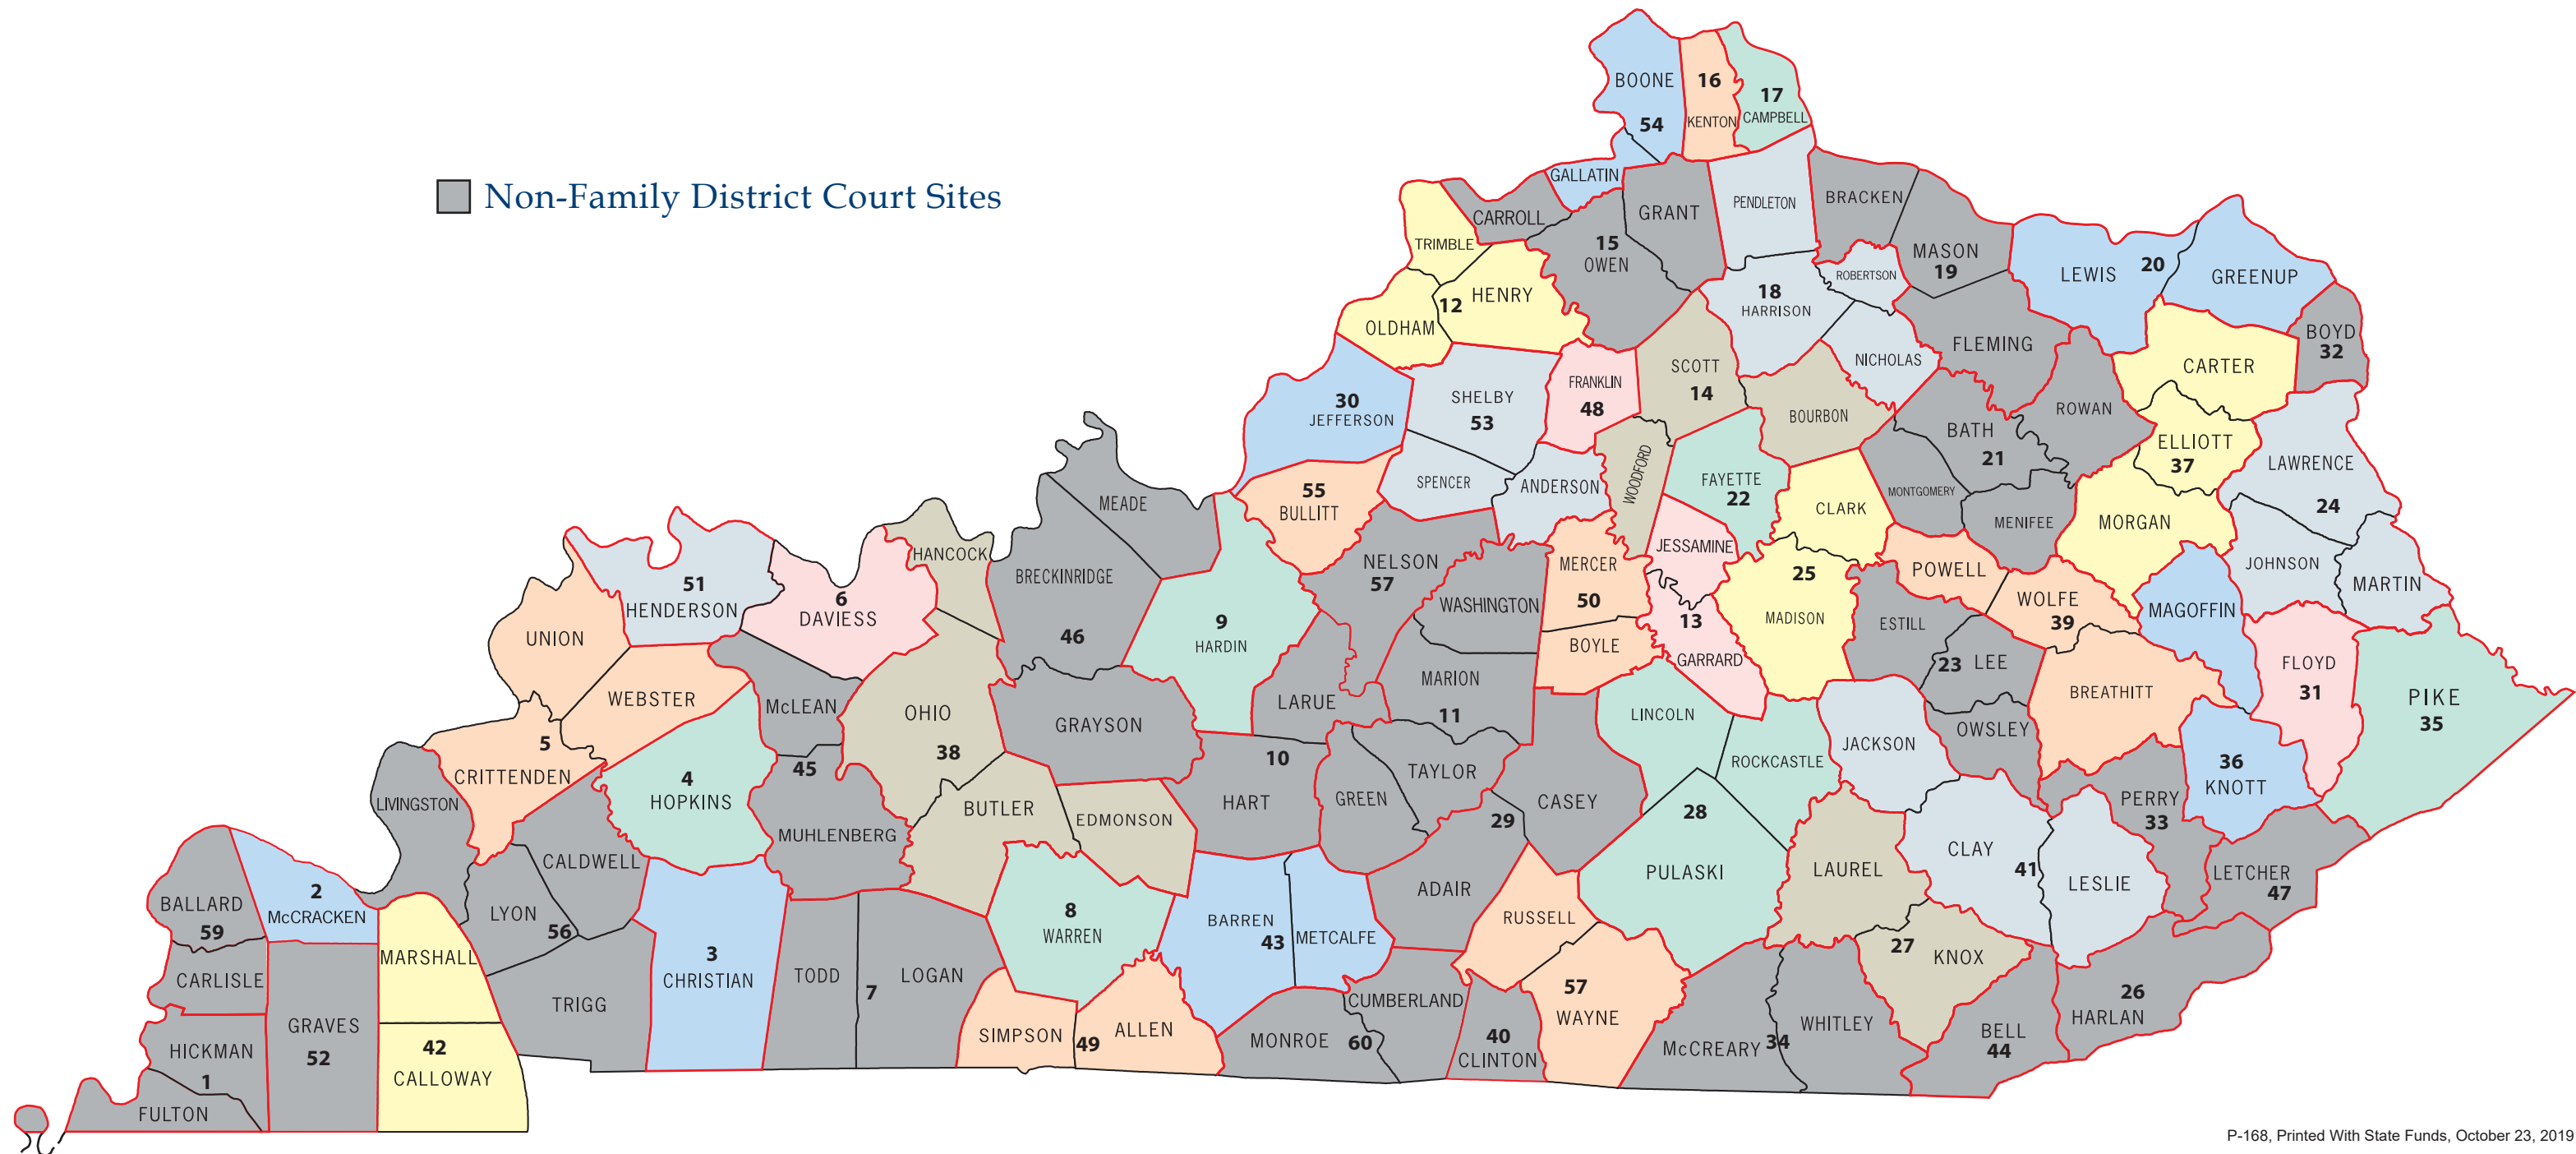 BOONE
54
16
KENTON
17
CAMPBELL
Non-Family District Court Sites
GALLATIN
CARROLL
TRIMBLE
15
OWEN
GRANT
PENDLETON
BRACKEN
MASON
19
ROBERTSON
LEWIS
20
GREENUP
OLDHAM
12
HENRY
18
HARRISON
NICHOLAS
FLEMING
CARTER
BOYD
32
30
JEFFERSON
SHELBY
53
FRANKLIN
48
SCOTT
14
BOURBON
BATH
21
ROWAN
ELLIOTT
37
LAWRENCE
24
MEADE
55
BULLITT
SPENCER
ANDERSON
WOODFORD
FAYETTE
22
CLARK
MONTGOMERY
MENIFEE
MORGAN
JOHNSON
MARTIN
HANCOCK
BRECKINRIDGE
46
NELSON
57
WASHINGTON
MERCER
50
BOYLE
JESSAMINE
13
GARRARD
25
MADISON
POWELL
ESTILL
WOLFE
39
MAGOFFIN
51
HENDERSON
6
DAVIESS
UNION
WEBSTER
5
CRITTENDEN
McLEAN
45
OHIO
38
GRAYSON
9
HARDIN
LARUE
MARION
11
LINCOLN
ROCKCASTLE
JACKSON
23 LEE
OWSLEY
BREATHITT
FLOYD
31
PIKE
35
36
KNOTT
LIVINGSTON
4
HOPKINS
MUHLENBERG
BUTLER
EDMONSON
10
HART
GREEN
TAYLOR
29
CASEY
28
PULASKI
LAUREL
CLAY
41
LESLIE
PERRY
33
LETCHER
47
BALLARD
59
2
McCRACKEN
CALDWELL
LYON
56
8
WARREN
BARREN
43
METCALFE
ADAIR
RUSSELL
27
KNOX
CARLISLE
MARSHALL
TRIGG
3
CHRISTIAN
TODD
7
LOGAN
SIMPSON
49
ALLEN
MONROE
60
CUMBERLAND
40
CLINTON
57
WAYNE
McCREARY
34
WHITLEY
BELL
44
26
HARLAN
HICKMAN
1
FULTON
GRAVES
52
42
CALLOWAY
P-168, Printed With State Funds, October 23, 2019